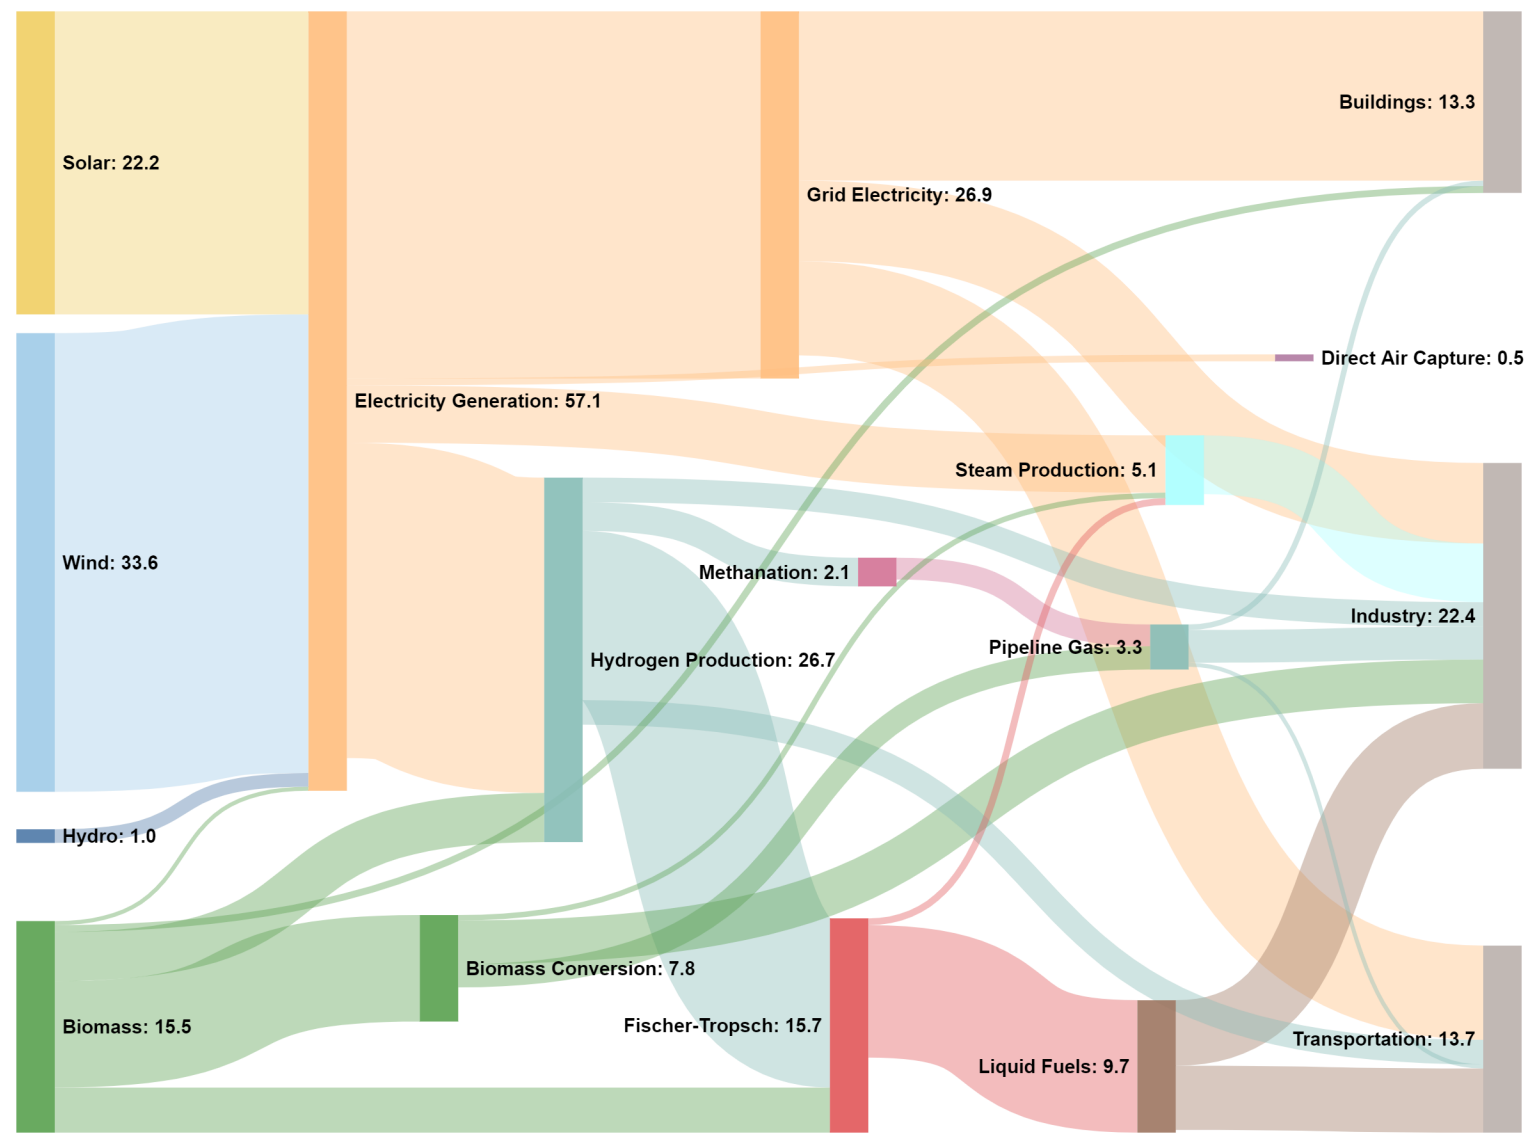 Solar: 22.2
Wind: 33.6
Hydro: 1.0
Biomass: 15.5
Electricity Generation: 57.1
Biomass Conversion: 7.8
Hydrogen Production: 26.7
Grid Electricity: 26.9
Methanation: 2.1
Fischer-Tropsch: 15.7
Steam Production: 5.1
Pipeline Gas: 3.3
Liquid Fuels: 9.7
Direct Air Capture: 0.5
Buildings: 13.3
Industry: 22.4
Transportation: 13.7